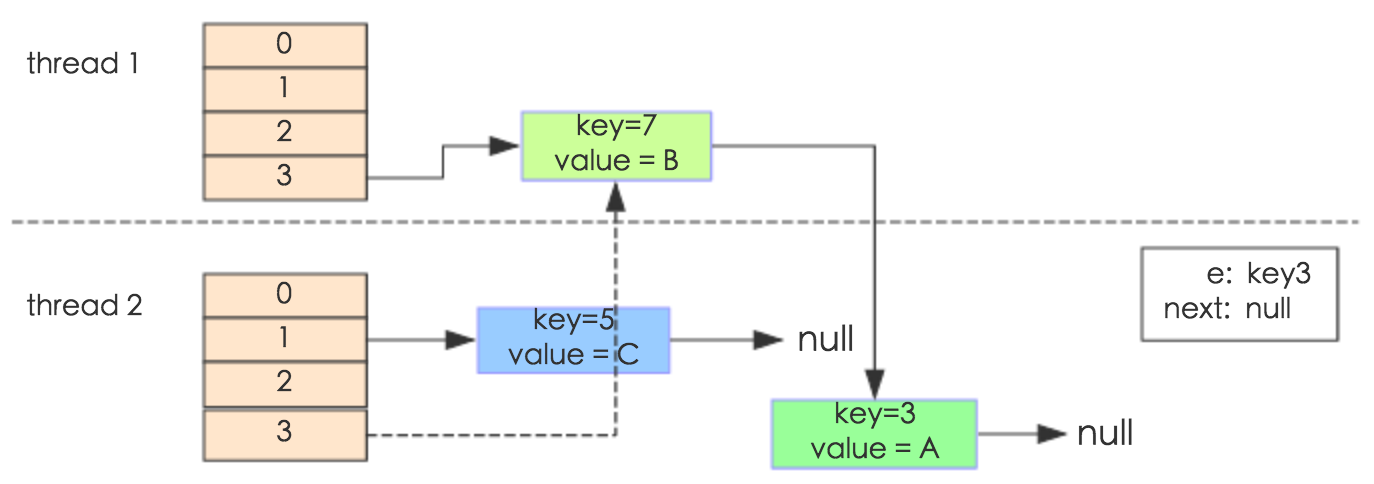 thread 1
0
1
2
3
key=7
value = B
thread 2
0
1
2
3
key=5
value = C
null
key=3
value = A
null
e: key3
next: null